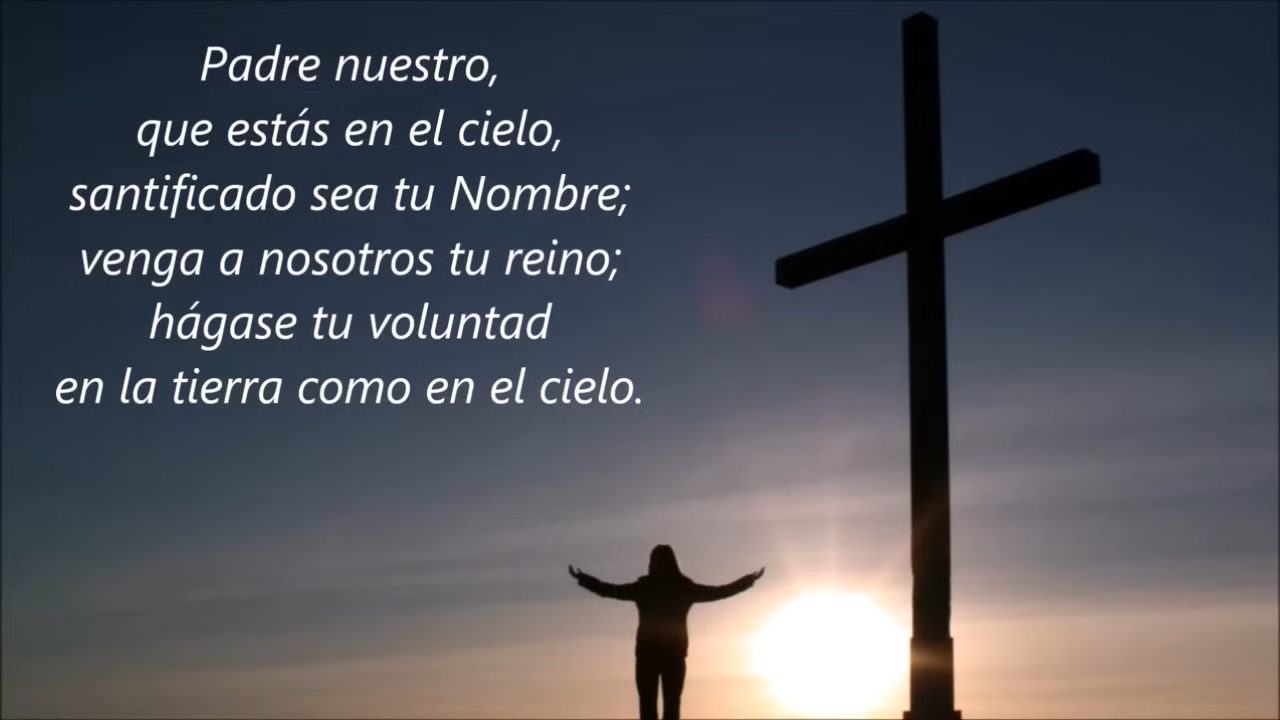 Padre nuestro,
que estás en el cielo,
santificado sea tu Nombre;
venga a nosotros tu reino;
hágase tu voluntad
en la tierra como en el cielo.